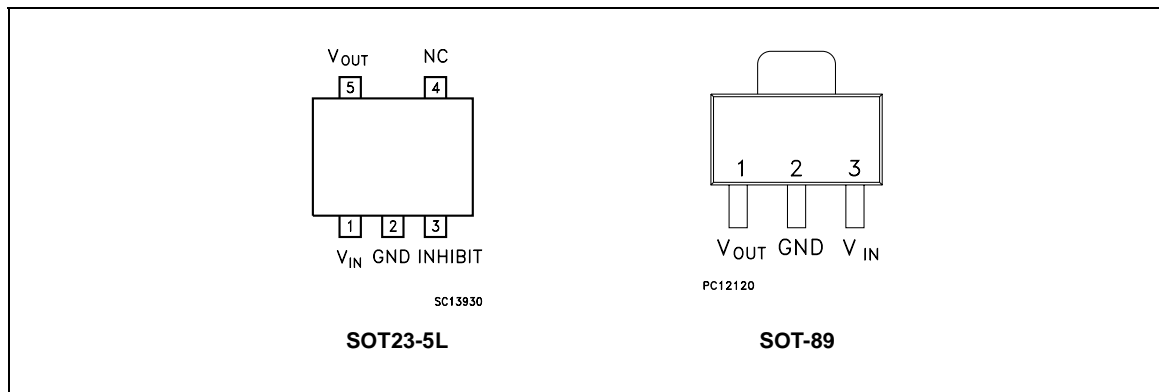 VOUT NC
5 4
1 2 3
VIN GND INHIBIT
SC13930
SOT23-5L
1 2 3
VOUT GND VIN
PC12120
SOT-89